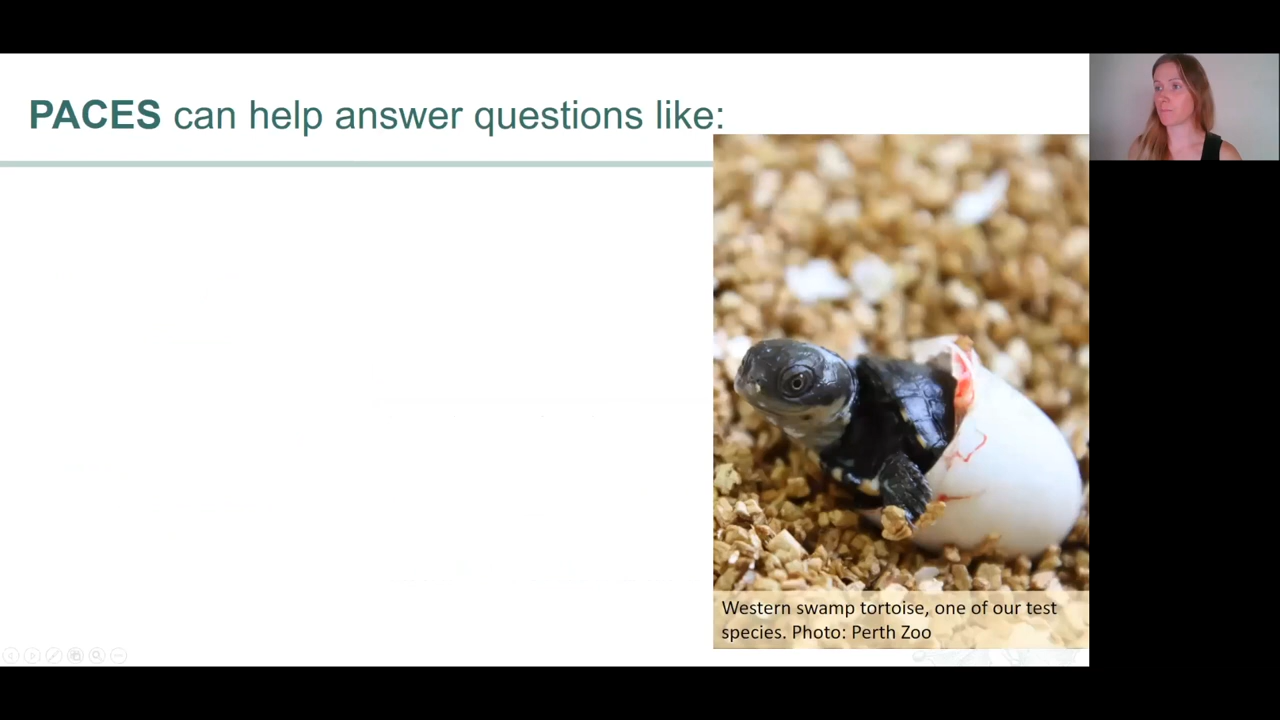 PACES can help answer questions like:
Western swamp tortoise, one of our test
species. Photo: Perth Zoo